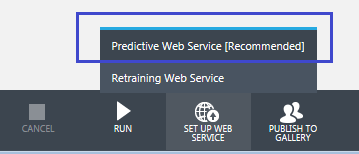 Predictive Web Service [Recommended]
Retraining Web Service
CANCEL
RUN
SET UP WEB
SERVICE
PUBLISH TO
GALLERY